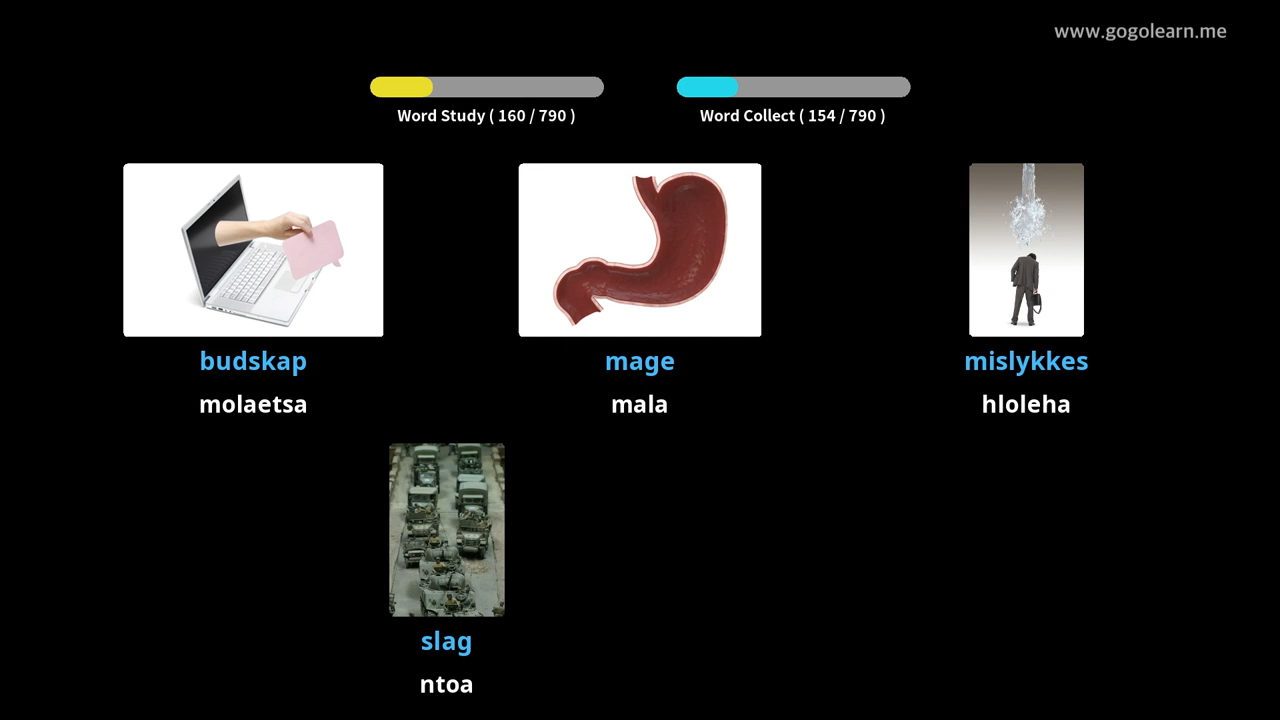 www.gogolearn.me
Word Study ( 160 / 790 )
Word Collect ( 154 / 790 )
budskap
mage
mislykkes
molaetsa
mala
hloleha
slag
ntoa